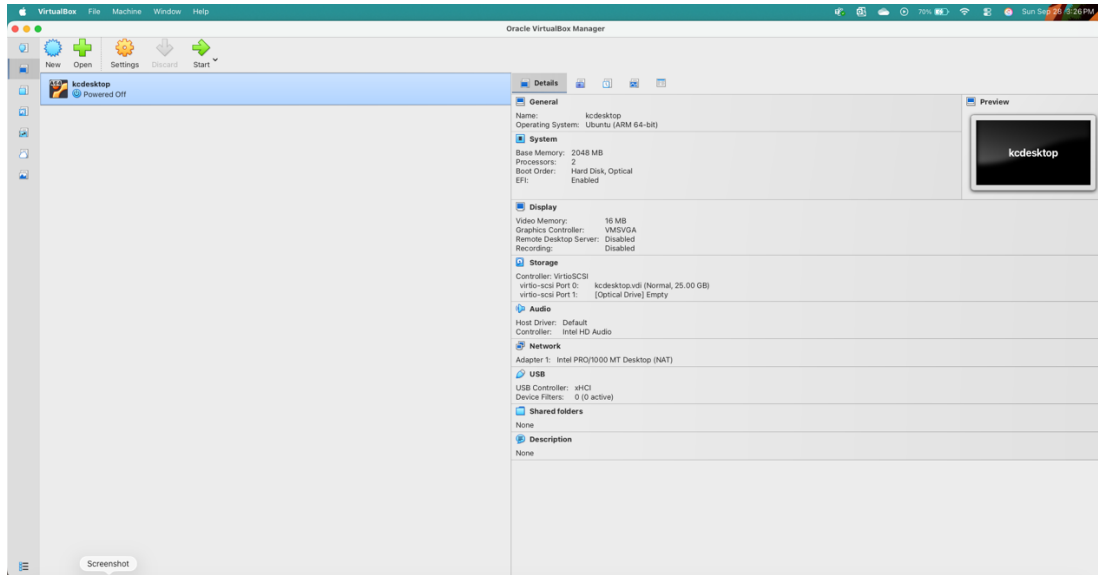 VirtualBox File Machine Window Help 70% Sun Sep 28 3:26 PM
Oracle VirtualBox Manager
New Open Settings Discard Start
kcdesktop
Powered Off
Details
General
Name: kcdesktop
Operating System: Ubuntu (ARM 64-bit)
System
Base Memory: 2048 MB
Processors: 2
Boot Order: Hard Disk, Optical
EFI: Enabled
Preview
kcdesktop
Display
Video Memory: 16 MB
Graphics Controller: VMSVGA
Remote Desktop Server: Disabled
Recording: Disabled
Storage
Controller: VirtioSCSI
virtio-scsi Port 0: kcdesktop.vdi (Normal, 25.00 GB)
virtio-scsi Port 1: [Optical Drive] Empty
Audio
Host Driver: Default
Controller: Intel HD Audio
Network
Adapter 1: Intel PRO/1000 MT Desktop (NAT)
USB
USB Controller: xHCI
Device Filters: 0 (0 active)
Shared folders
None
Description
None
Screenshot